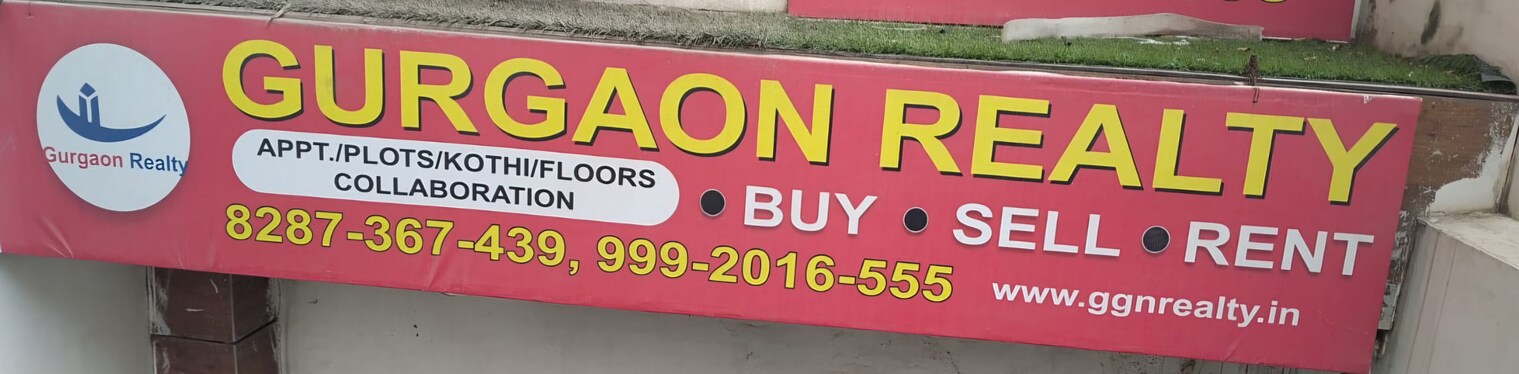 GURGAON REALTY
Gurgaon Realty
APPT./PLOTS/KOTHI/FLOORS
COLLABORATION
• BUY • SELL • RENT
8287-367-439, 999-2016-555
www.ggnrealty.in